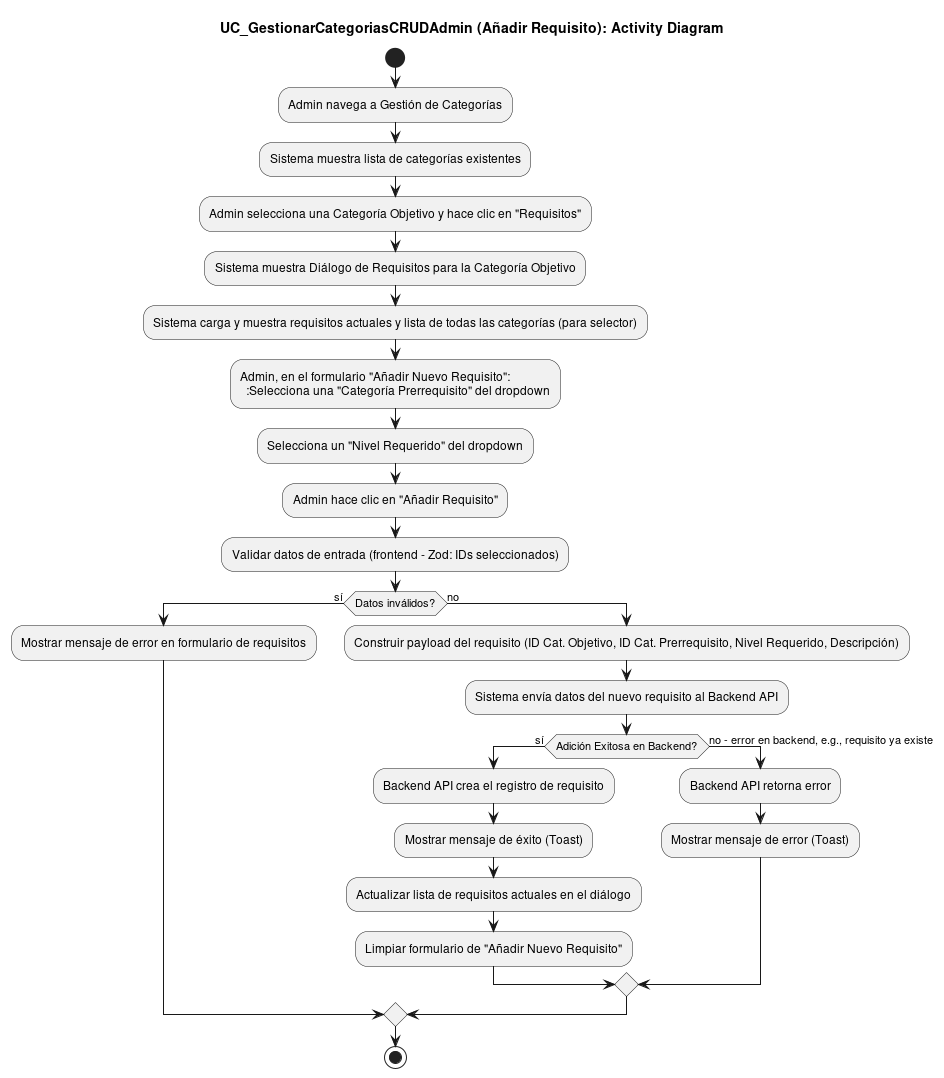 UC_GestionarCategoriasCRUDAdmin (Añadir Requisito): Activity Diagram
Admin navega a Gestión de Categorías
Sistema muestra lista de categorías existentes
Admin selecciona una Categoría Objetivo y hace clic en "Requisitos"
Sistema muestra Diálogo de Requisitos para la Categoría Objetivo
Sistema carga y muestra requisitos actuales y lista de todas las categorías (para selector)
Admin, en el formulario "Añadir Nuevo Requisito":
:Selecciona una "Categoría Prerrequisito" del dropdown
Selecciona un "Nivel Requerido" del dropdown
Admin hace clic en "Añadir Requisito"
Validar datos de entrada (frontend - Zod: IDs seleccionados)
sí
Datos inválidos?
no
Mostrar mensaje de error en formulario de requisitos
Construir payload del requisito (ID Cat. Objetivo, ID Cat. Prerrequisito, Nivel Requerido, Descripción)
Sistema envía datos del nuevo requisito al Backend API
sí
Adición Exitosa en Backend?
no - error en backend, e.g., requisito ya existe
Backend API crea el registro de requisito
Backend API retorna error
Mostrar mensaje de éxito (Toast)
Mostrar mensaje de error (Toast)
Actualizar lista de requisitos actuales en el diálogo
Limpiar formulario de "Añadir Nuevo Requisito"